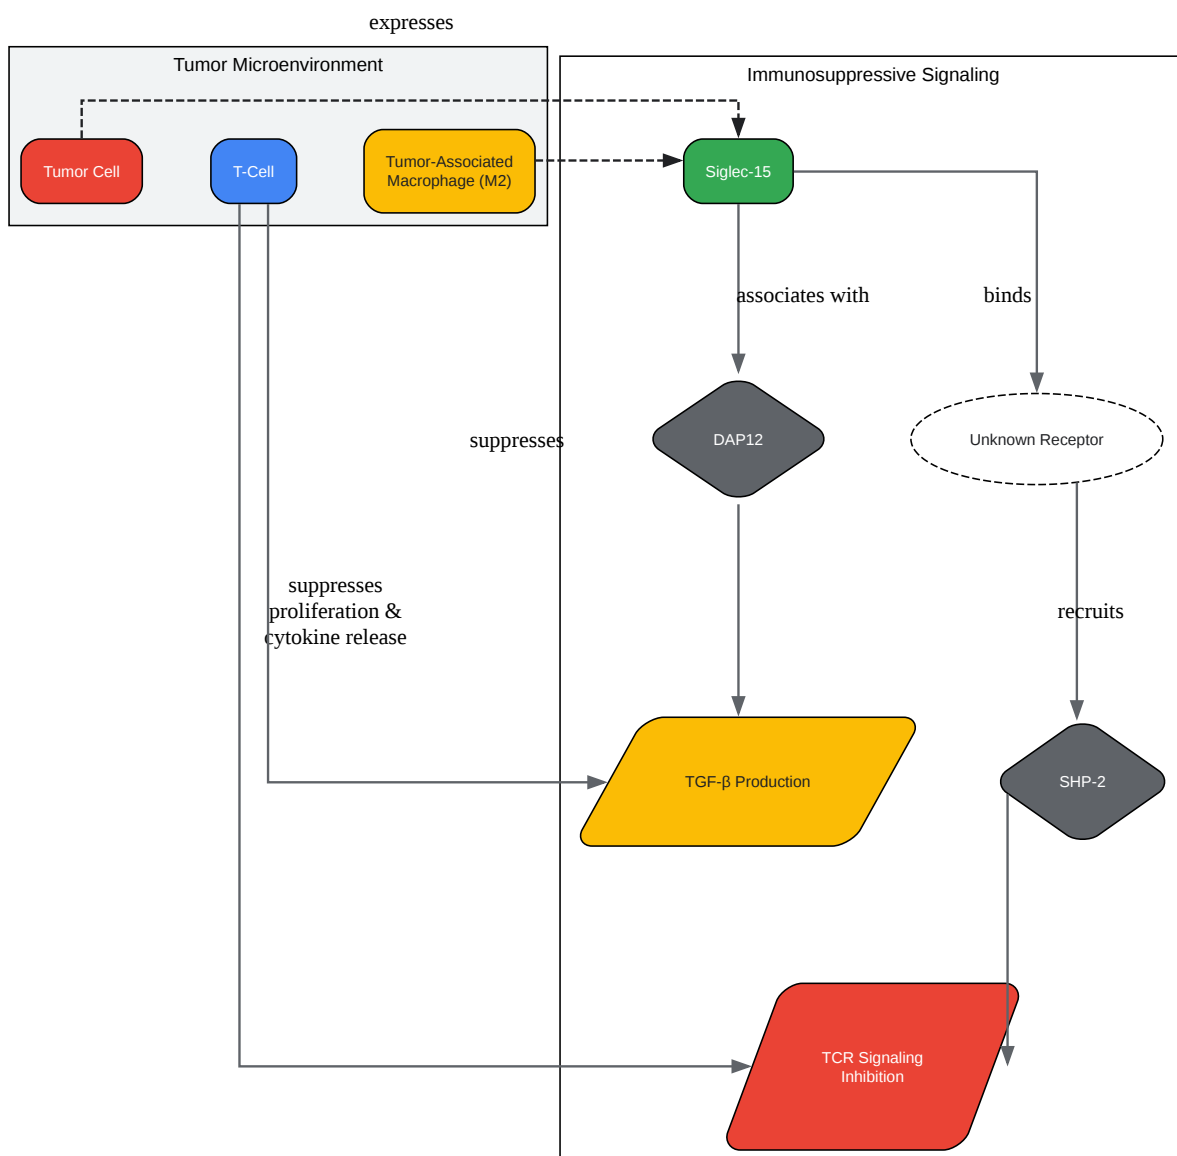 expresses
Tumor Microenvironment
Immunosuppressive Signaling
Tumor Cell
T-Cell
Tumor-Associated
Macrophage (M2)
Siglec-15
associates with
binds
suppresses
DAP12
Unknown Receptor
suppresses
proliferation &
cytokine release
recruits
TGF-β Production
SHP-2
TCR Signaling
Inhibition